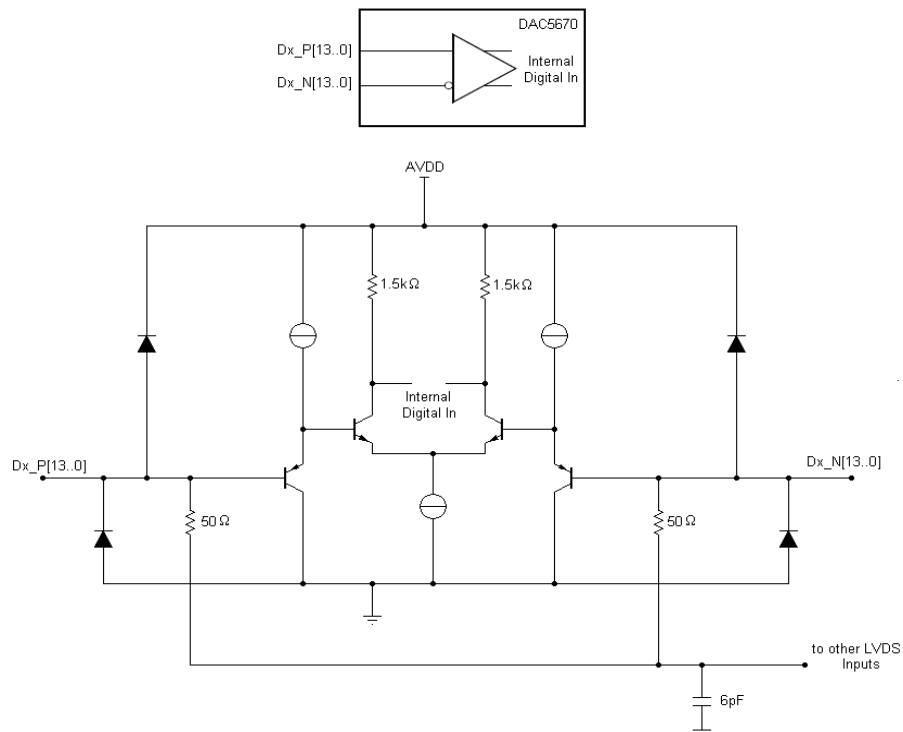 DAC5670
Dx_P[13..0]
Dx_N[13..0]
Internal
Digital In
AVDD
1.5kΩ
1.5kΩ
Internal
Digital In
Dx_P[13..0]
Dx_N[13..0]
50Ω
50Ω
to other LVDS
Inputs
6pF